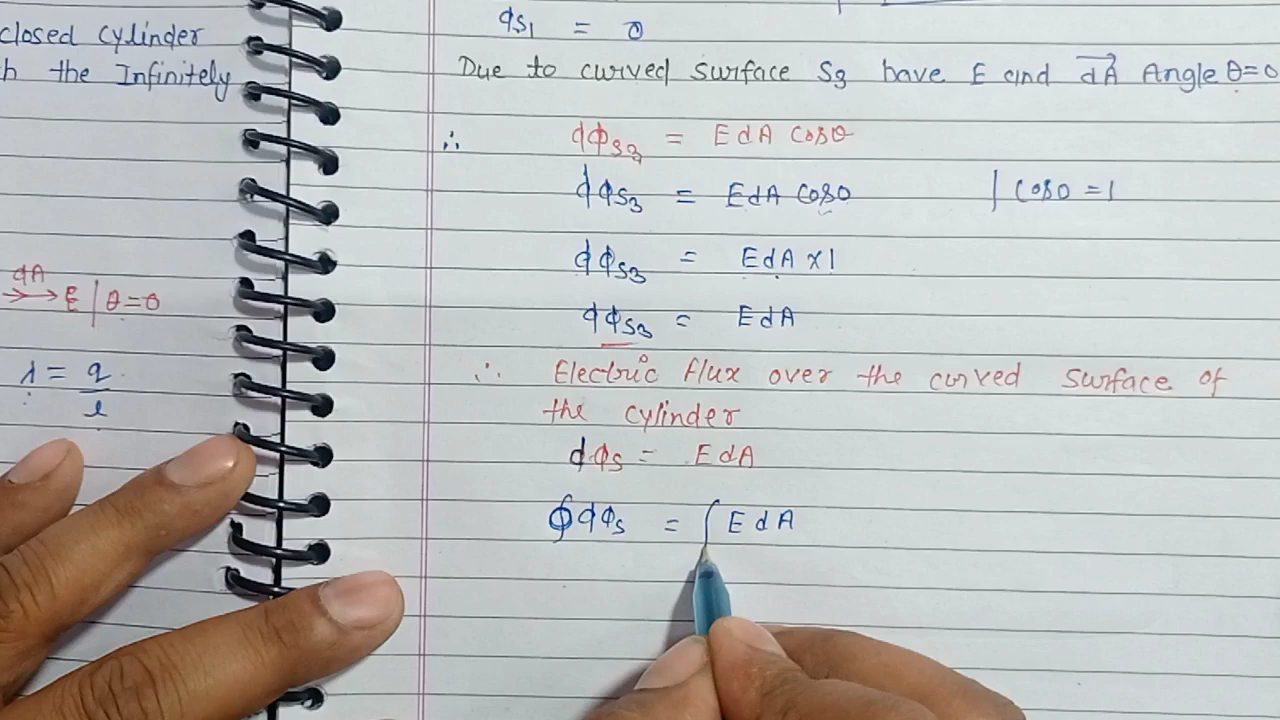 closed cylinder
h the Infinitely
dA
→→ E | θ=0
λ = q/l
ϕS1 = 0
Due to curved surface S3 have E and dA⃗ Angle θ=0
∴ dϕS3 = EdA Cosθ
dϕS3 = EdA Cos0 | Cos0 = 1
dϕS3 = EdA x1
dϕS3 = EdA
∴ Electric flux over the curved surface of
the cylinder
dϕS = EdA
∮dϕS = ∫EdA